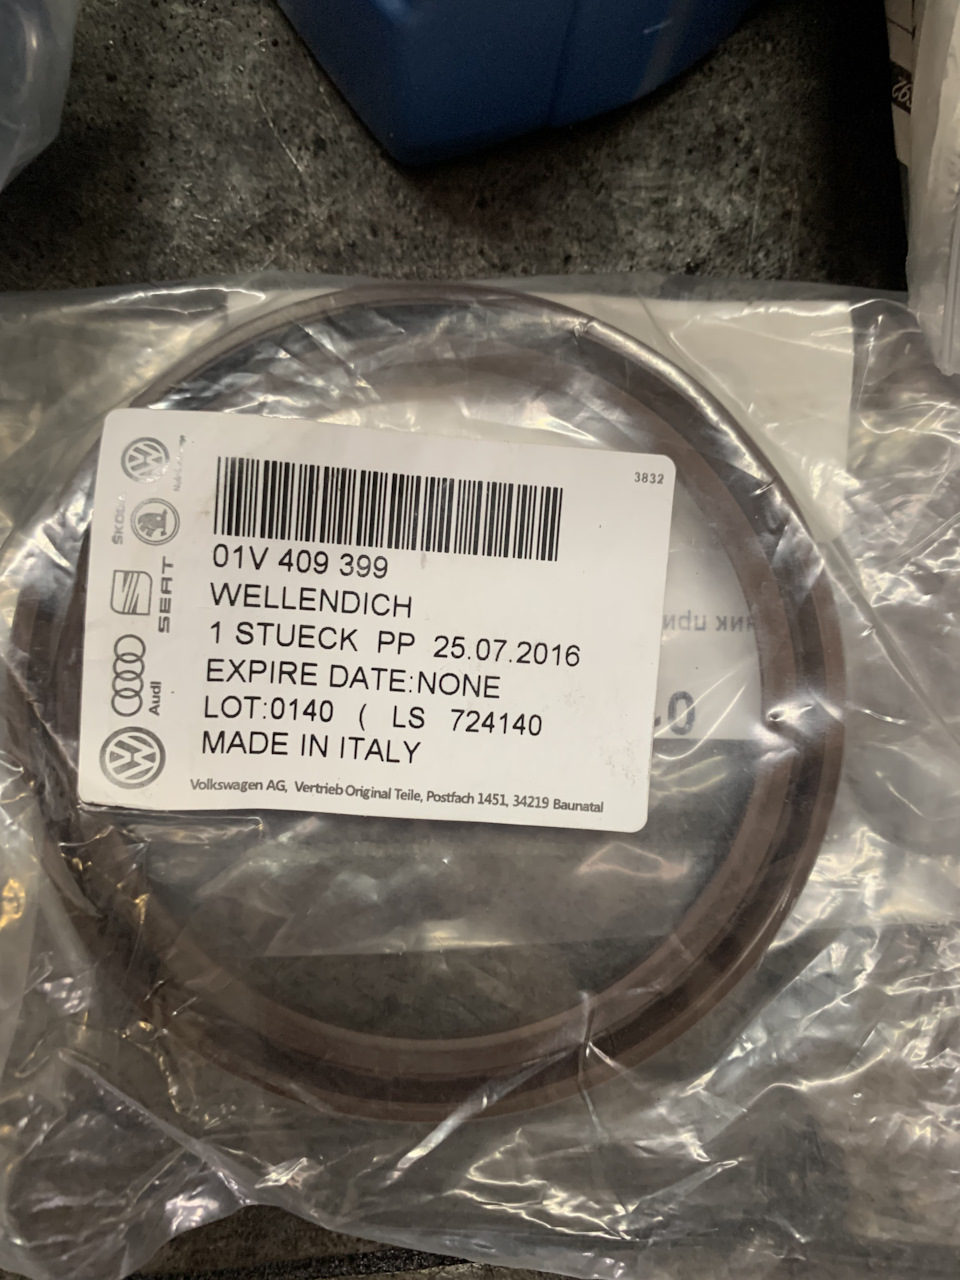 3832
01V 409 399
WELLENDICH
1 STUECK PP 25.07.2016
EXPIRE DATE:NONE
LOT:0140 ( LS 724140
MADE IN ITALY
Volkswagen AG, Vertrieb Original Teile, Postfach 1451, 34219 Baunatal
ŠKODA
SEAT
Audi